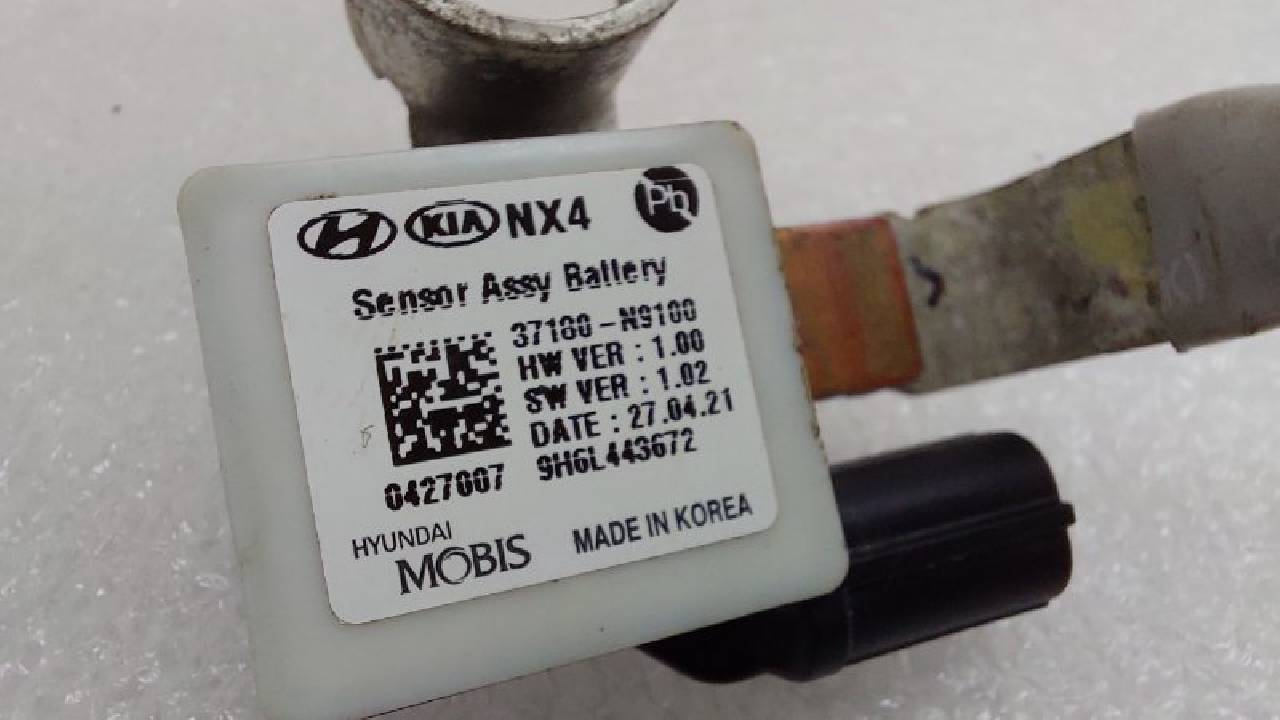 KIA NX4 Pb
Sensor Assy Battery
37180-N9100
HW VER : 1.00
SW VER : 1.02
DATE : 27.04.21
0427007 9H6L443672
HYUNDAI
MOBIS
MADE IN KOREA